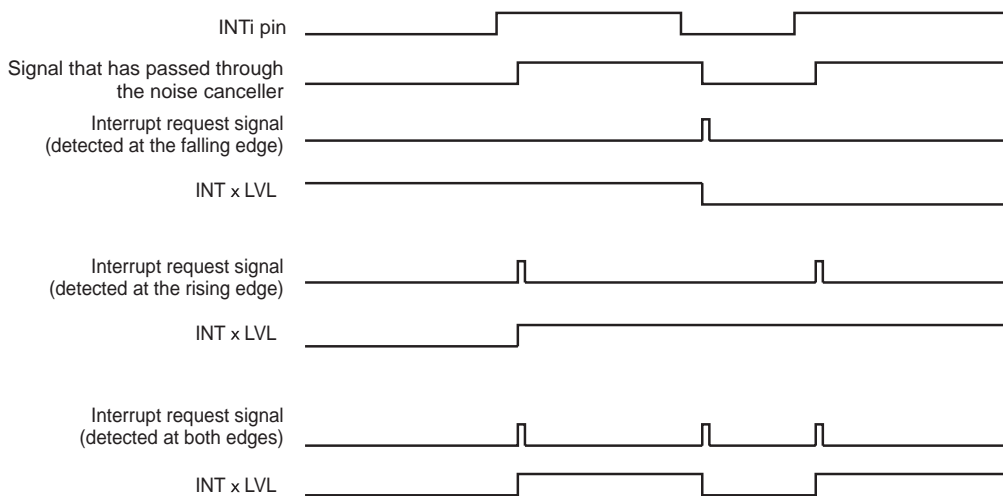 INTi pin
Signal that has passed through
the noise canceller
Interrupt request signal
(detected at the falling edge)
INT x LVL
Interrupt request signal
(detected at the rising edge)
INT x LVL
Interrupt request signal
(detected at both edges)
INT x LVL